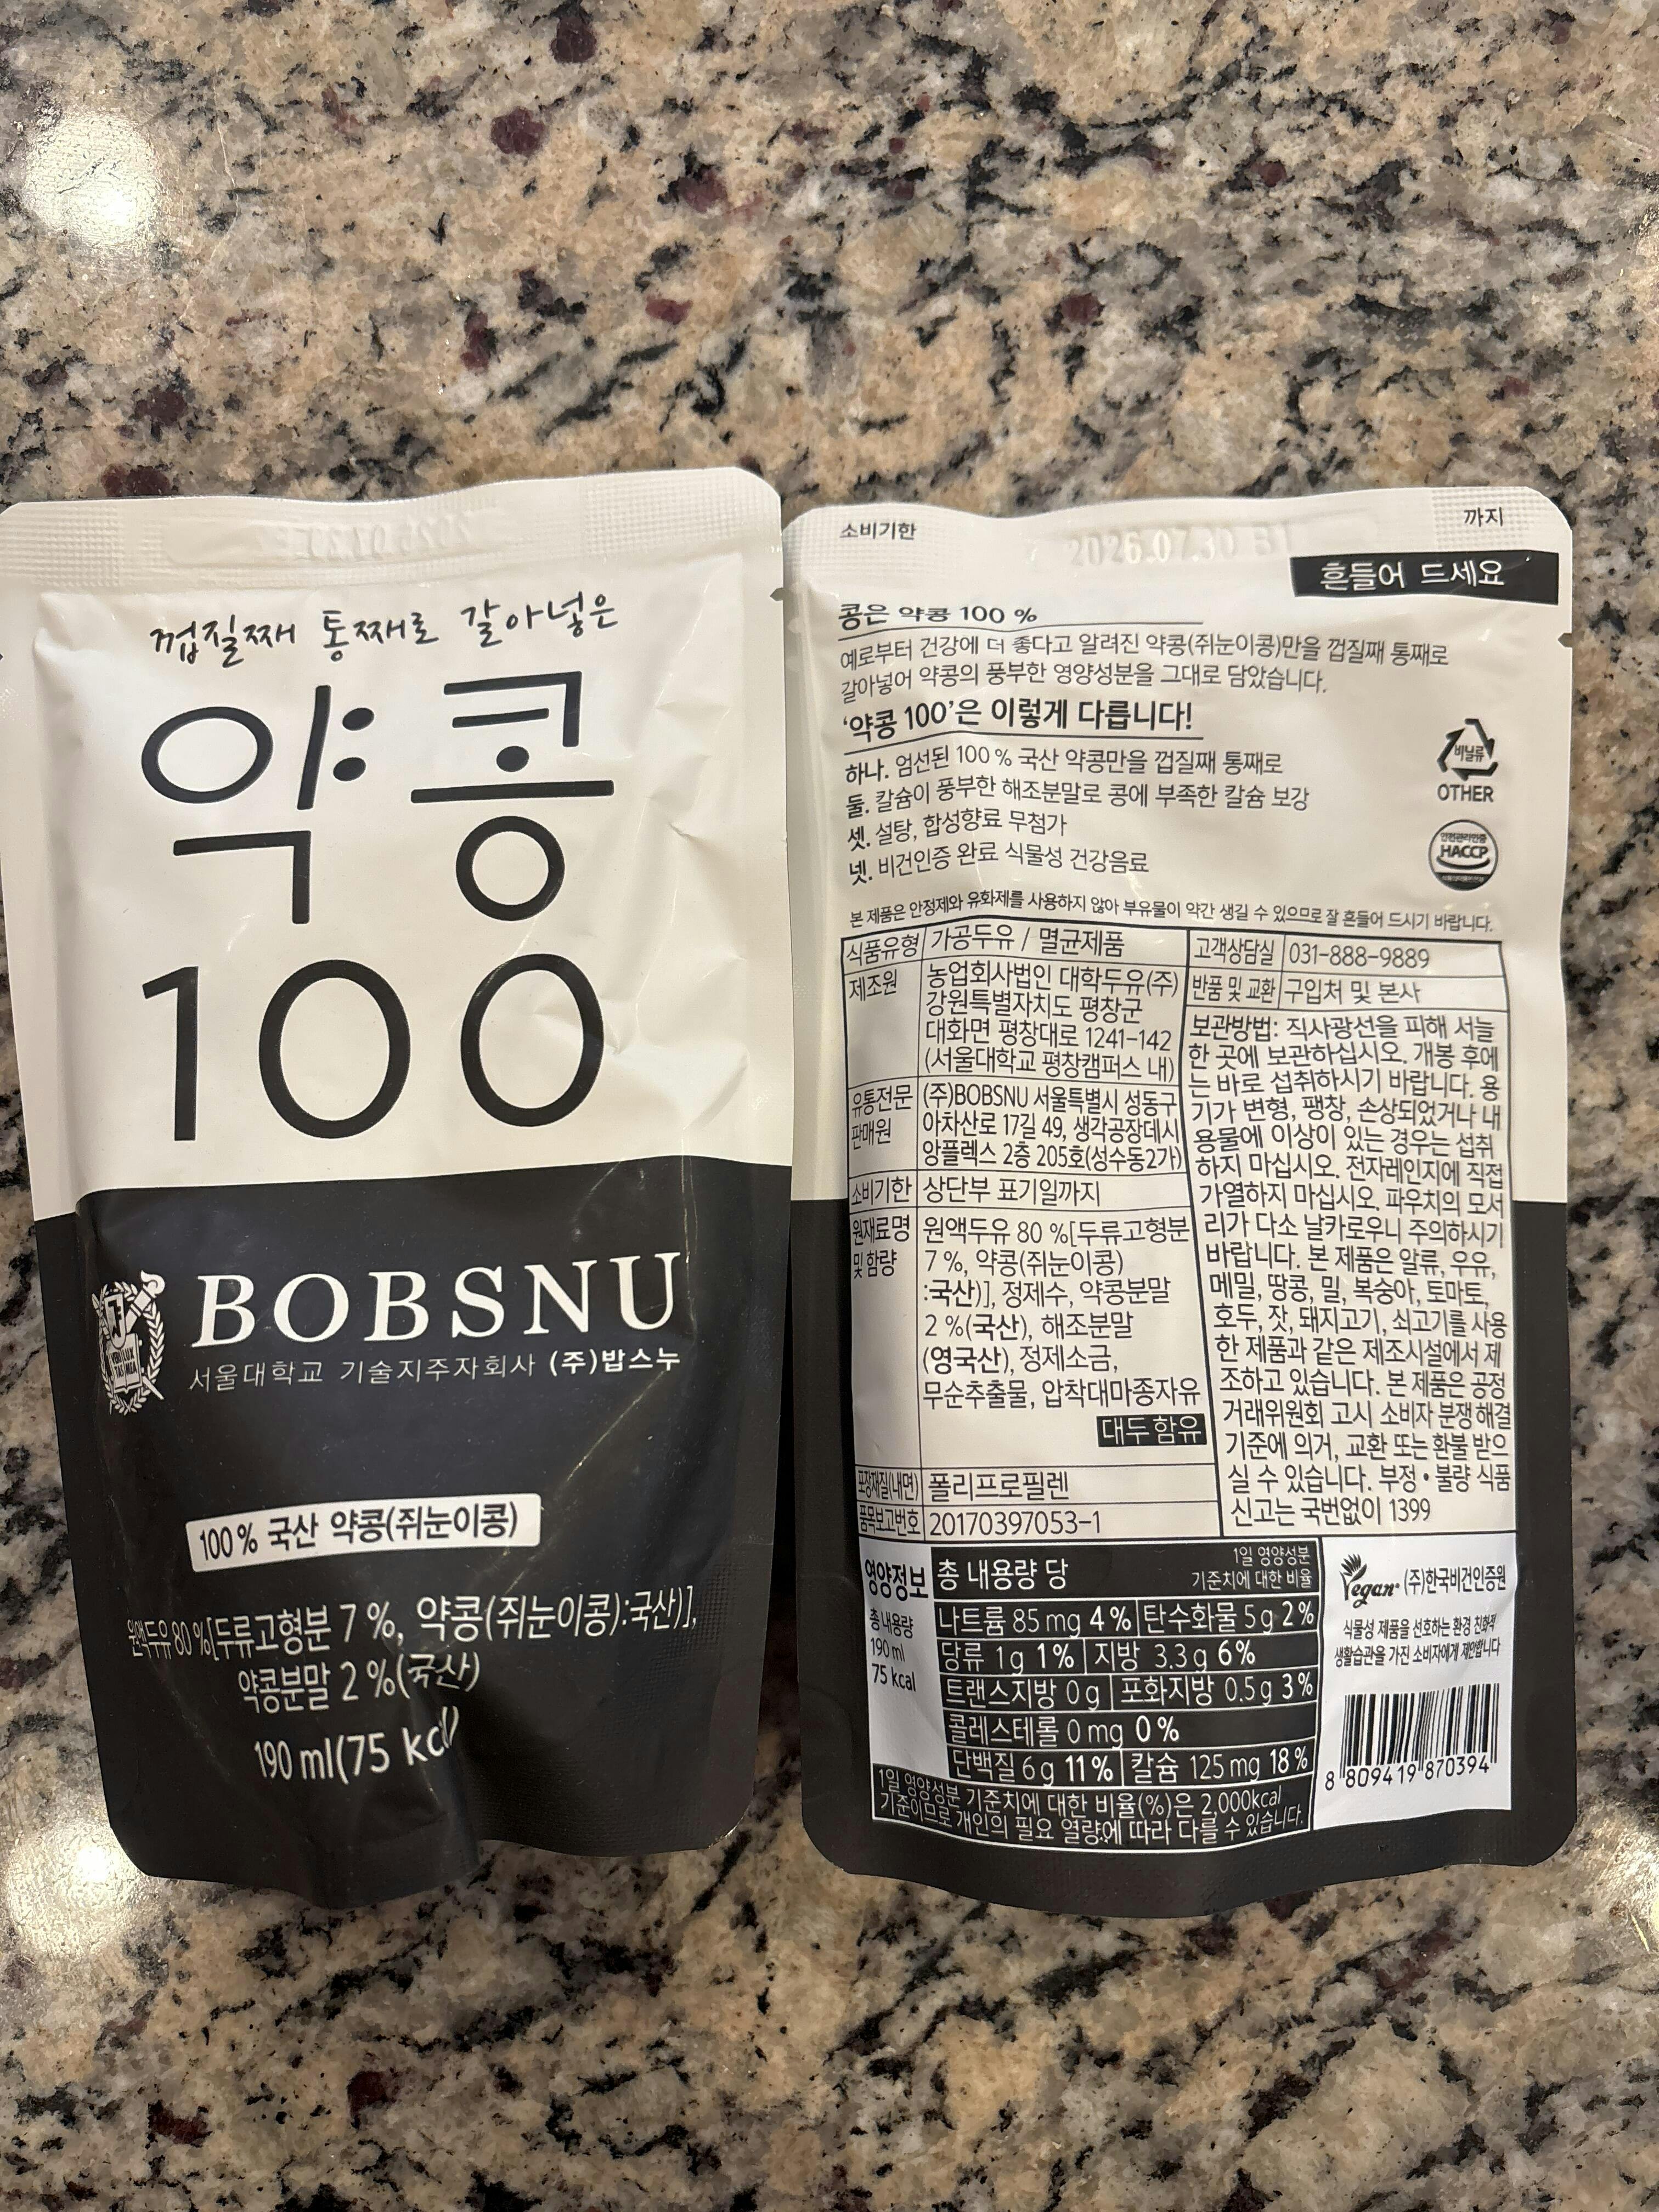 껍질째 통째로 갈아넣은
약콩
100
BOBSNU
서울대학교 기술지주자회사 (주)밥스누
100% 국산 약콩(쥐눈이콩)
원액두유 80 %[두류고형분 7 %, 약콩(쥐눈이콩):국산)],
약콩분말 2 %(국산)
190 ml(75 kcal)
소비기한
2026.07.30 B1
까지
흔들어 드세요
콩은 약콩 100 %
예로부터 건강에 더 좋다고 알려진 약콩(쥐눈이콩)만을 껍질째 통째로
갈아넣어 약콩의 풍부한 영양성분을 그대로 담았습니다.
‘약콩 100’은 이렇게 다릅니다!
하나. 엄선된 100 % 국산 약콩만을 껍질째 통째로
둘. 칼슘이 풍부한 해조분말로 콩에 부족한 칼슘 보강
셋. 설탕, 합성향료 무첨가
넷. 비건인증 완료 식물성 건강음료
비닐류
OTHER
안전관리인증
HACCP
본 제품은 안정제와 유화제를 사용하지 않아 부유물이 약간 생길 수 있으므로 잘 흔들어 드시기 바랍니다.
식품유형 가공두유 / 멸균제품
제조원 농업회사법인 대학두유(주)
강원특별자치도 평창군
대화면 평창대로 1241-142
(서울대학교 평창캠퍼스 내)
유통전문
판매원
(주)BOBSNU 서울특별시 성동구
아차산로 17길 49, 생각공장데시
앙플렉스 2층 205호(성수동2가)
소비기한 상단부 표기일까지
원재료명
및 함량
원액두유 80 %[두류고형분
7 %, 약콩(쥐눈이콩)
:국산)], 정제수, 약콩분말
2 %(국산), 해조분말
(영국산), 정제소금,
무순추출물, 압착대마종자유
대두 함유
포장재질(내면) 폴리프로필렌
품목보고번호 20170397053-1
고객상담실 031-888-9889
반품 및 교환 구입처 및 본사
보관방법: 직사광선을 피해 서늘
한 곳에 보관하십시오. 개봉 후에
는 바로 섭취하시기 바랍니다. 용
기가 변형, 팽창, 손상되었거나 내
용물에 이상이 있는 경우는 섭취
하지 마십시오. 전자레인지에 직접
가열하지 마십시오. 파우치의 모서
리가 다소 날카로우니 주의하시기
바랍니다. 본 제품은 알류, 우유,
메밀, 땅콩, 밀, 복숭아, 토마토,
호두, 잣, 돼지고기, 쇠고기를 사용
한 제품과 같은 제조시설에서 제
조하고 있습니다. 본 제품은 공정
거래위원회 고시 소비자 분쟁 해결
기준에 의거, 교환 또는 환불 받으
실 수 있습니다. 부정 • 불량 식품
신고는 국번없이 1399
영양정보
총 내용량
190 ml
75 kcal
총 내용량 당
1일 영양성분
기준치에 대한 비율
나트륨 85 mg 4 % 탄수화물 5 g 2 %
당류 1 g 1 % 지방 3.3 g 6 %
트랜스지방 0 g 포화지방 0.5 g 3 %
콜레스테롤 0 mg 0 %
단백질 6 g 11 % 칼슘 125 mg 18 %
1일 영양성분 기준치에 대한 비율(%)은 2,000kcal
기준이므로 개인의 필요 열량에 따라 다를 수 있습니다.
Vegan (주)한국비건인증원
식물성 제품을 선호하는 환경 친화적
생활습관을 가진 소비자에게 제안합니다
8 809419 870394